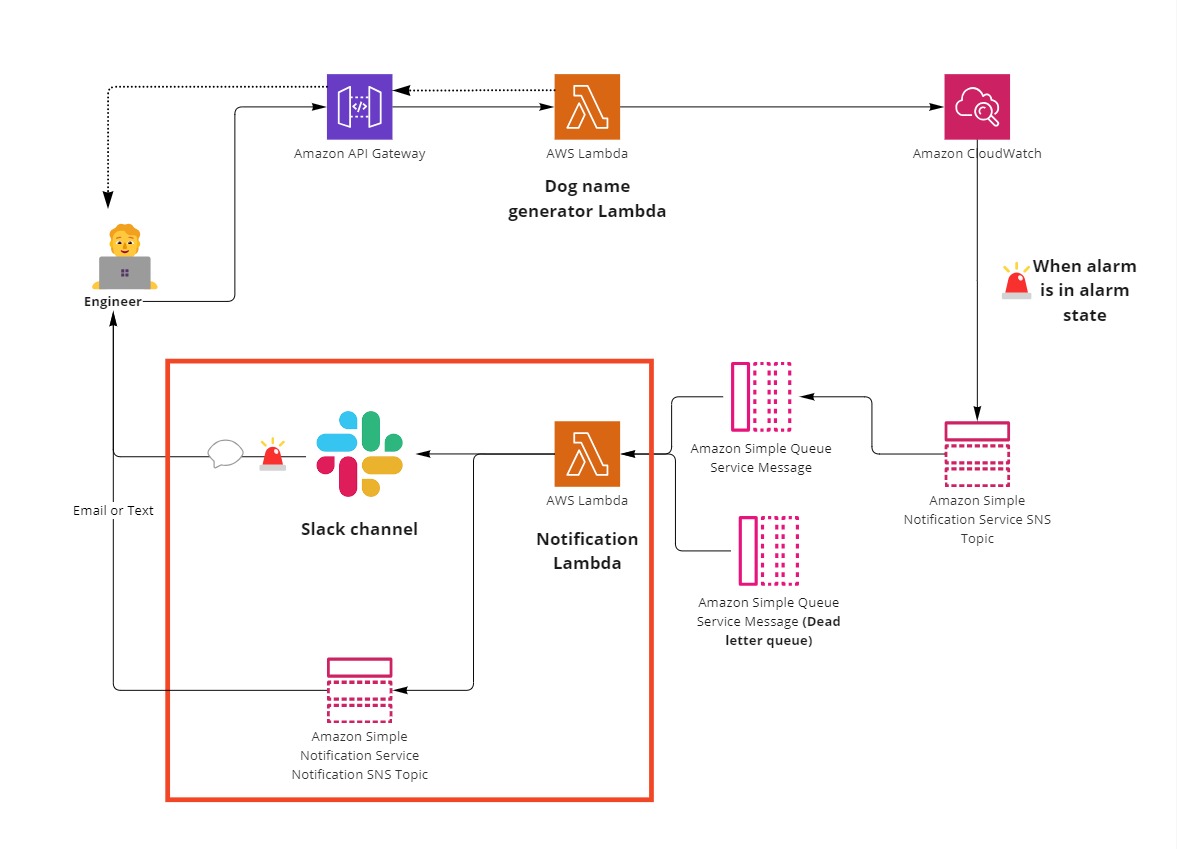 Amazon API Gateway
AWS Lambda
Amazon CloudWatch
Dog name
generator Lambda
Engineer
When alarm
is in alarm
state
Amazon Simple Queue
Service Message
Amazon Simple
Notification Service SNS
Topic
AWS Lambda
Email or Text
Slack channel
Notification
Lambda
Amazon Simple Queue
Service Message (Dead
letter queue)
Amazon Simple
Notification Service
Notification SNS Topic